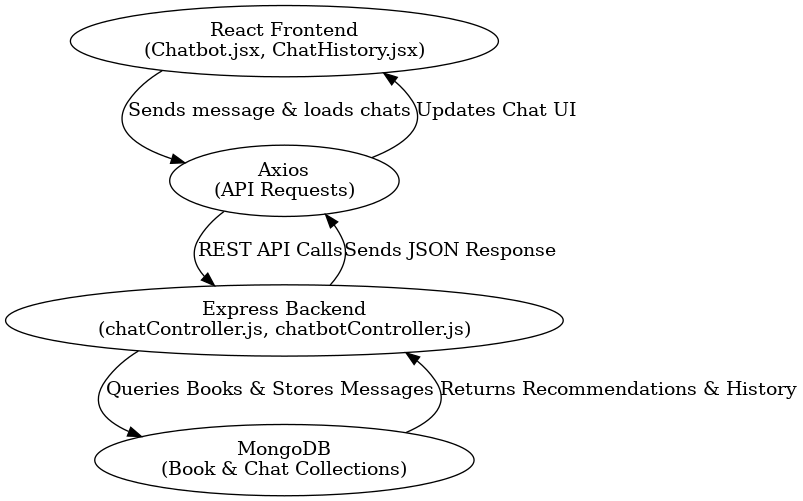 React Frontend
(Chatbot.jsx, ChatHistory.jsx)
Sends message & loads chats
Updates Chat UI
Axios
(API Requests)
REST API Calls
Sends JSON Response
Express Backend
(chatController.js, chatbotController.js)
Queries Books & Stores Messages
Returns Recommendations & History
MongoDB
(Book & Chat Collections)